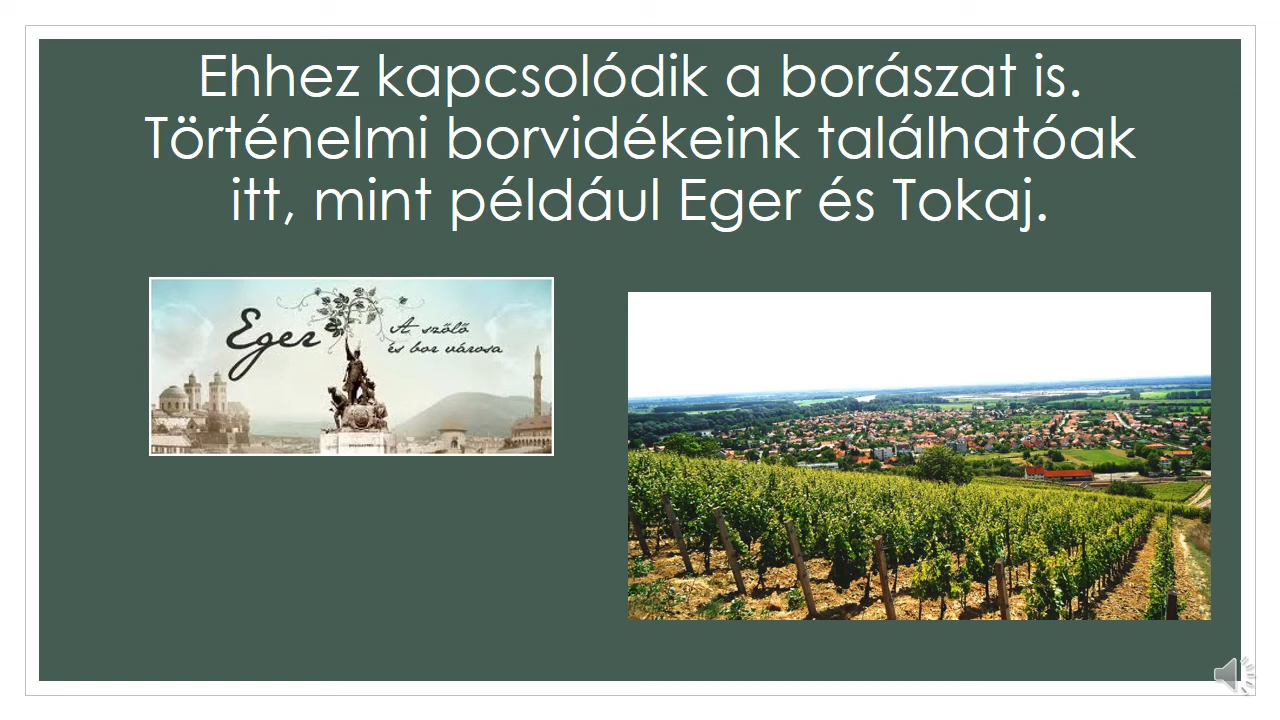 Ehhez kapcsolódik a borászat is.
Történelmi borvidékeink találhatóak
itt, mint például Eger és Tokaj.
Eger
A szőlő
és bor városa